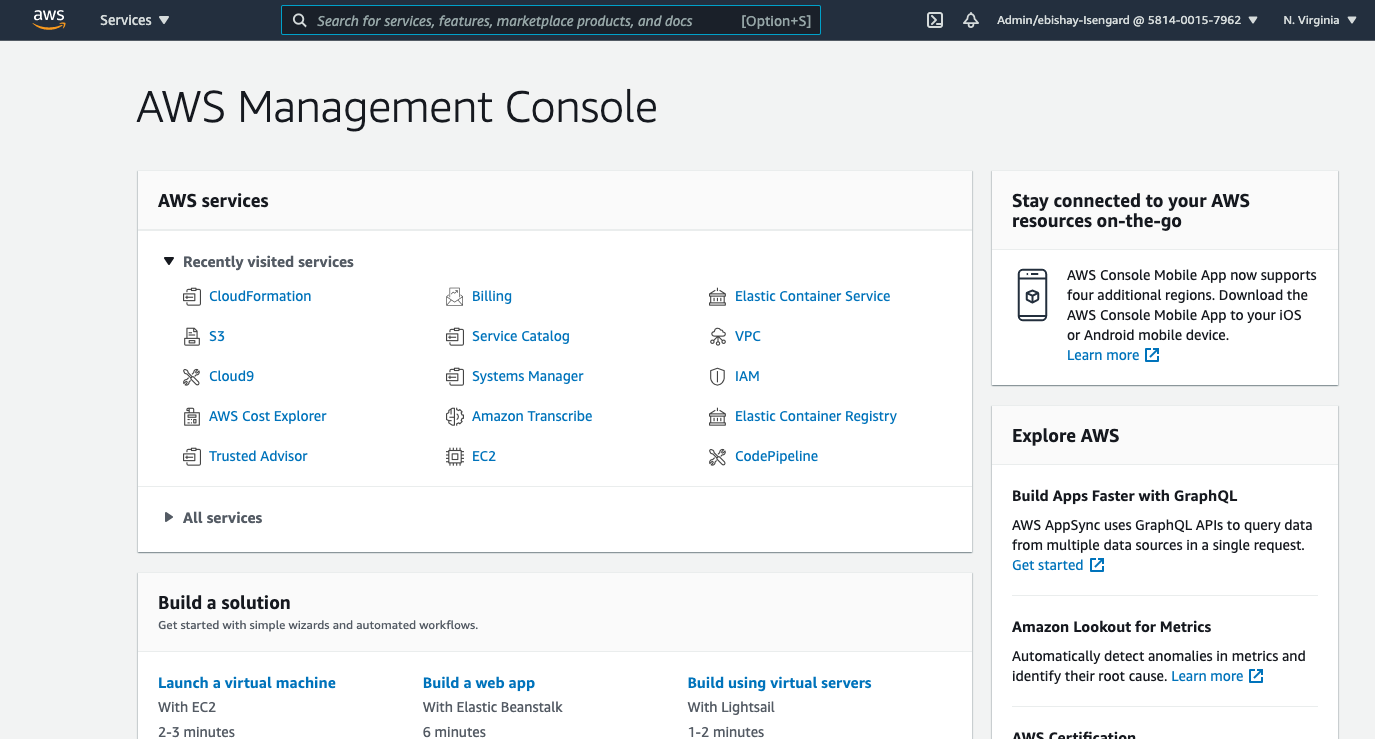 aws Services Search for services, features, marketplace products, and docs [Option+S] Admin/ebishay-Isengard @ 5814-0015-7962 N. Virginia
AWS Management Console
AWS services
Recently visited services
CloudFormation Billing Elastic Container Service
S3 Service Catalog VPC
Cloud9 Systems Manager IAM
AWS Cost Explorer Amazon Transcribe Elastic Container Registry
Trusted Advisor EC2 CodePipeline
All services
Build a solution
Get started with simple wizards and automated workflows.
Launch a virtual machine Build a web app Build using virtual servers
With EC2 With Elastic Beanstalk With Lightsail
2-3 minutes 6 minutes 1-2 minutes
Stay connected to your AWS
resources on-the-go
AWS Console Mobile App now supports
four additional regions. Download the
AWS Console Mobile App to your iOS
or Android mobile device.
Learn more
Explore AWS
Build Apps Faster with GraphQL
AWS AppSync uses GraphQL APIs to query data
from multiple data sources in a single request.
Get started
Amazon Lookout for Metrics
Automatically detect anomalies in metrics and
identify their root cause. Learn more
AWS Certification